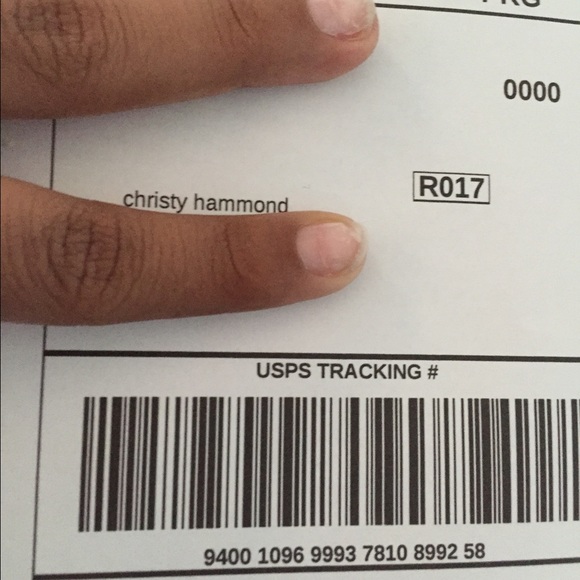 0000
R017
christy hammond
USPS TRACKING #
9400 1096 9993 7810 8992 58